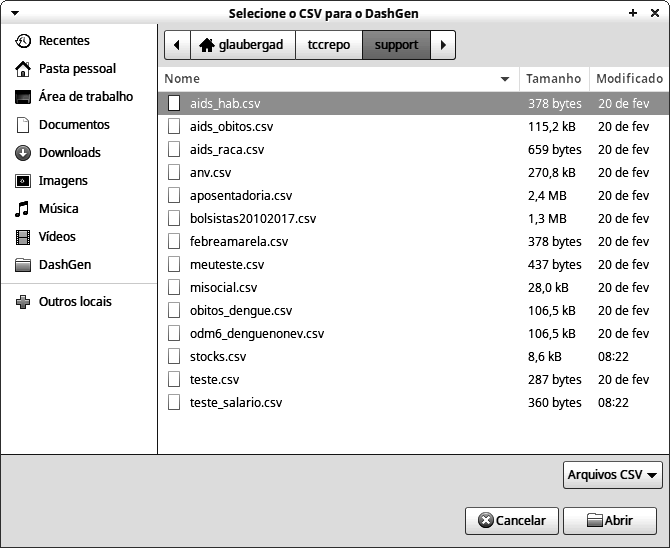 Selecione o CSV para o DashGen
Recentes
Pasta pessoal
Área de trabalho
Documentos
Downloads
Imagens
Música
Vídeos
DashGen
Outros locais
glaubergad tccrepo support
Nome Tamanho Modificado
aids_hab.csv 378 bytes 20 de fev
aids_obitos.csv 115,2 kB 20 de fev
aids_raca.csv 659 bytes 20 de fev
anv.csv 270,8 kB 20 de fev
aposentadoria.csv 2,4 MB 20 de fev
bolsistas20102017.csv 1,3 MB 20 de fev
febreamarela.csv 378 bytes 20 de fev
meuteste.csv 437 bytes 20 de fev
misocial.csv 28,0 kB 20 de fev
obitos_dengue.csv 106,5 kB 20 de fev
odm6_denguenonev.csv 106,5 kB 20 de fev
stocks.csv 8,6 kB 08:22
teste.csv 287 bytes 20 de fev
teste_salario.csv 360 bytes 08:22
Arquivos CSV
Cancelar Abrir